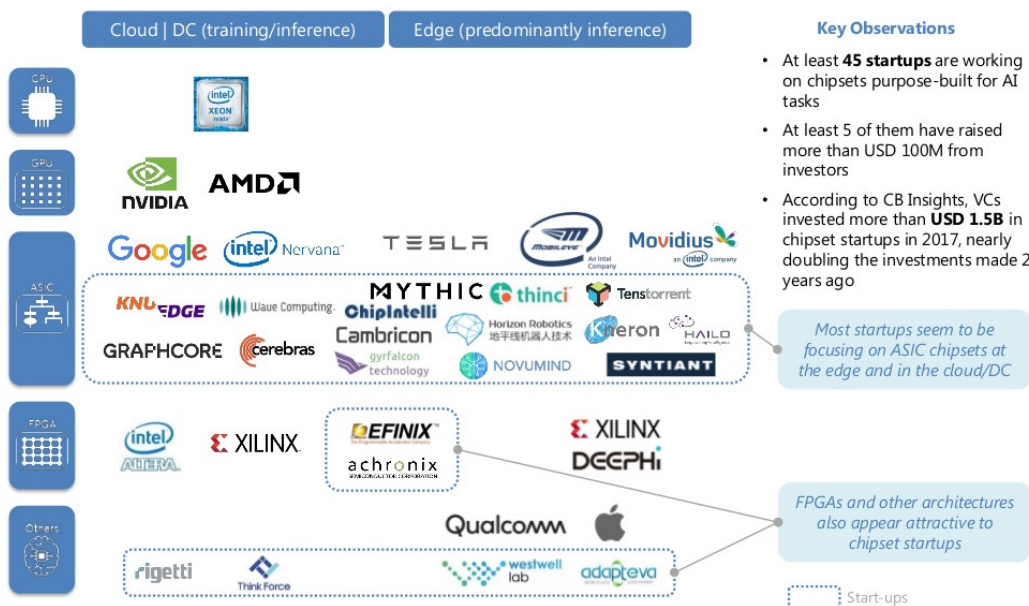 Cloud | DC (training/inference)
Edge (predominantly inference)
Key Observations
• At least 45 startups are working
on chipsets purpose-built for AI
tasks
• At least 5 of them have raised
more than USD 100M from
investors
• According to CB Insights, VCs
invested more than USD 1.5B in
chipset startups in 2017, nearly
doubling the investments made 2
years ago
CPU
intel
XEON
inside
GPU
NVIDIA
AMD
ASIC
Google
intel Nervana™
TESLA
MOBILEYE
An Intel
Company
Movidius
an intel company
KNUEDGE
Wave Computing
MYTHIC
thinci
Tenstorrent
ChipIntelli
Cambricon
Horizon Robotics
地平线机器人技术
Kneron
HAILO
GRAPHCORE
cerebras
gyrfalcon
technology
NOVUMIND
SYNTIANT
Most startups seem to be
focusing on ASIC chipsets at
the edge and in the cloud/DC
FPGA
intel
ALTERA
XILINX
EFINIX™
achronix
SEMICONDUCTOR CORPORATION
XILINX
DEEPHi
FPGAs and other architectures
also appear attractive to
chipset startups
Others
Qualcomm
rigetti
Think Force
westwell
lab
adapteva
Start-ups